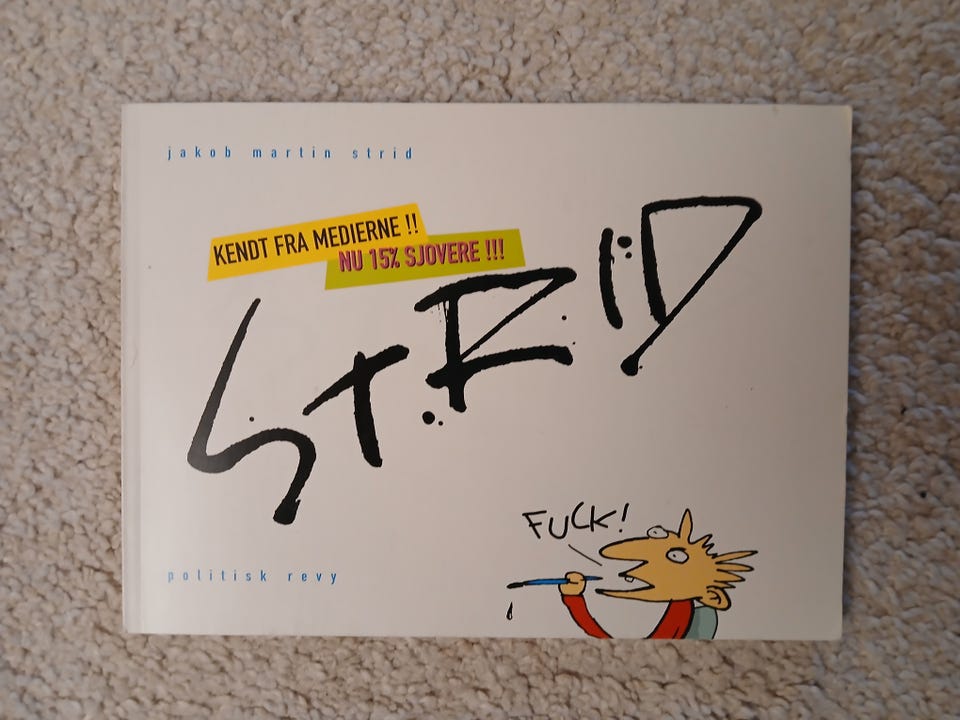 jakob martin strid
KENDT FRA MEDIERNE !!
NU 15% SJOVERE !!!
STRID
FUCK!
politisk revy